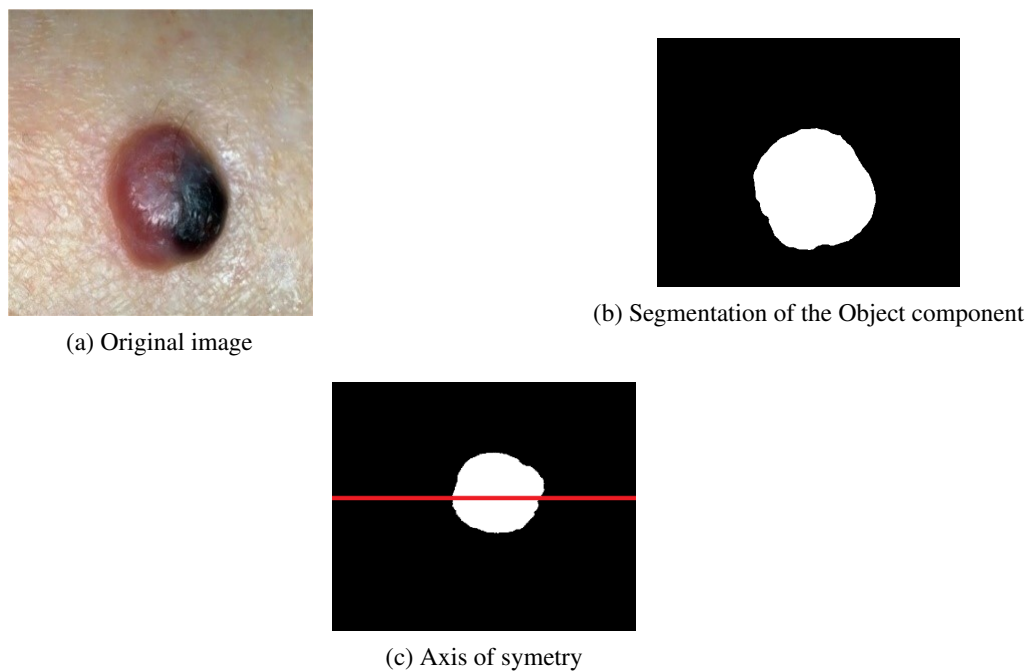 (a) Original image
(b) Segmentation of the Object component
(c) Axis of symetry